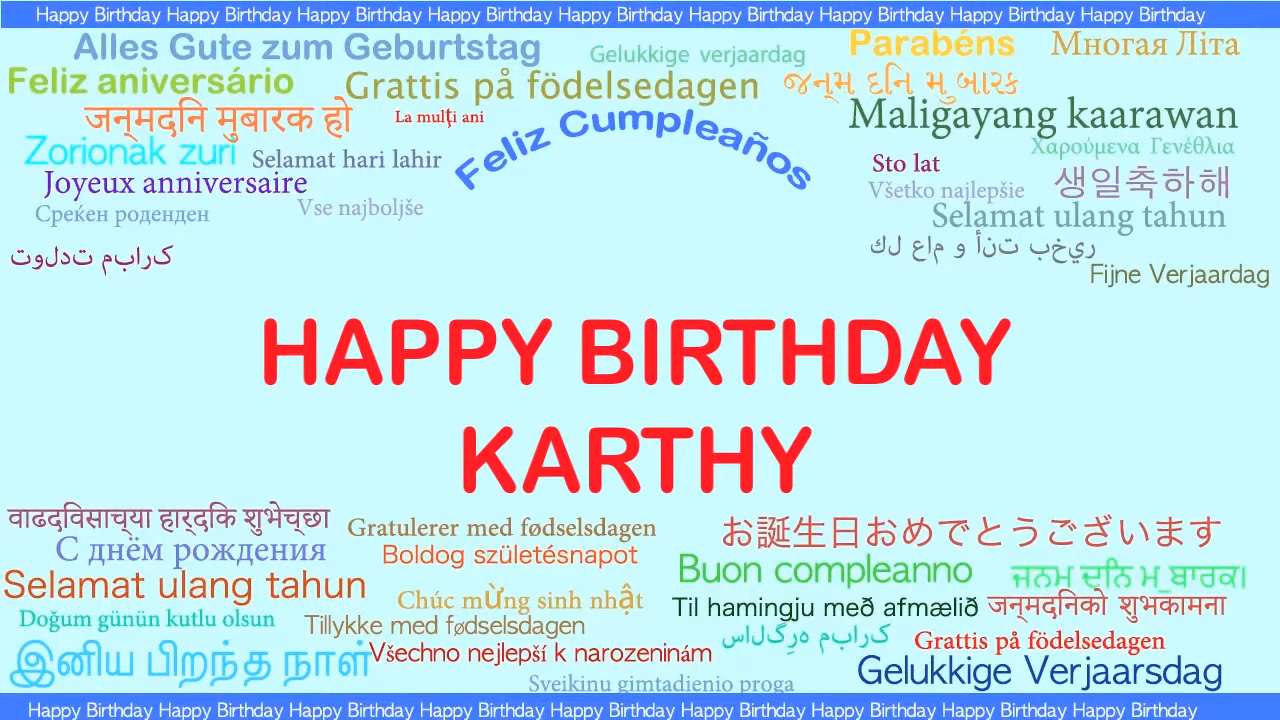 Happy Birthday Happy Birthday Happy Birthday Happy Birthday Happy Birthday Happy Birthday Happy Birthday Happy Birthday Happy Birthday
Alles Gute zum Geburtstag
Gelukkige verjaardag
Parabéns
Многая Літа
Feliz aniversário
Grattis på födelsedagen
જન્મ દિન મુબારક
Maligayang kaarawan
जन्मदिन मुबारक हो
La mulţi ani
Feliz Cumpleaños
Χαρούμενα Γενέθλια
Zorionak zuri
Selamat hari lahir
Sto lat
Joyeux anniversaire
Všetko najlepšie
생일축하해
Среќен роденден
Vse najboljše
Selamat ulang tahun
تولدت مبارک
كل عام و أنت بخير
Fijne Verjaardag
HAPPY BIRTHDAY
KARTHY
वाढदिवसाच्या हार्दिक शुभेच्छा
Gratulerer med fødselsdagen
お誕生日おめでとうございます
С днём рождения
Boldog születésnapot
Buon compleanno
ਜਨਮ ਦਿਨ ਮੁਬਾਰਕ।
Selamat ulang tahun
Chúc mừng sinh nhật
Til hamingju með afmælið
जन्मदिनको शुभकामना
Doğum günün kutlu olsun
Tillykke med fødselsdagen
سالگرہ مبارک
Grattis på födelsedagen
இனிய பிறந்த நாள்
Všechno nejlepší k narozeninám
Gelukkige Verjaarsdag
Sveikinu gimtadienio proga
Happy Birthday Happy Birthday Happy Birthday Happy Birthday Happy Birthday Happy Birthday Happy Birthday Happy Birthday Happy Birthday